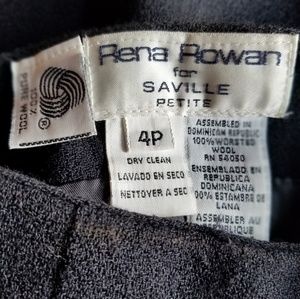 Rena Rowan
for
SAVILLE
PETITE
100%
PURE WOOL
®
4P
DRY CLEAN
LAVADO EN SECO
NETTOYER A SEC
ASSEMBLED IN
DOMINICAN REPUBLIC
100% WORSTED
WOOL
RN 54050
ENSEMBLADO EN
REPUBLICA
DOMINICANA
00% ESTAMBRE DE
LANA
ASSEMBLER AU
REPUBLIQUE